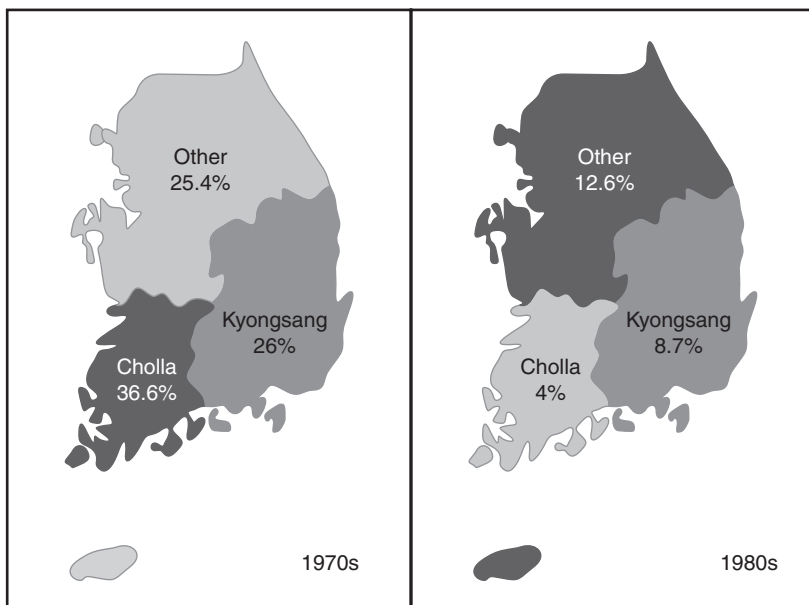 Other
25.4%
Kyongsang
26%
Cholla
36.6%
1970s
Other
12.6%
Kyongsang
8.7%
Cholla
4%
1980s